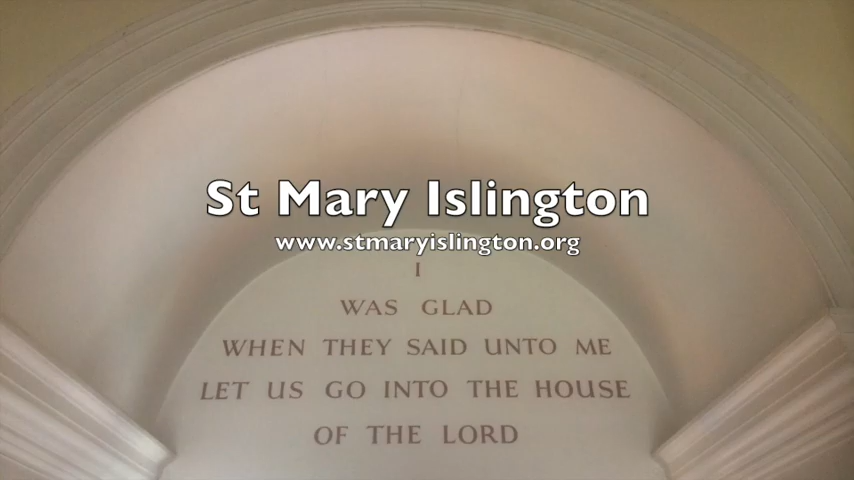 St Mary Islington
www.stmaryislington.org
I
WAS GLAD
WHEN THEY SAID UNTO ME
LET US GO INTO THE HOUSE
OF THE LORD